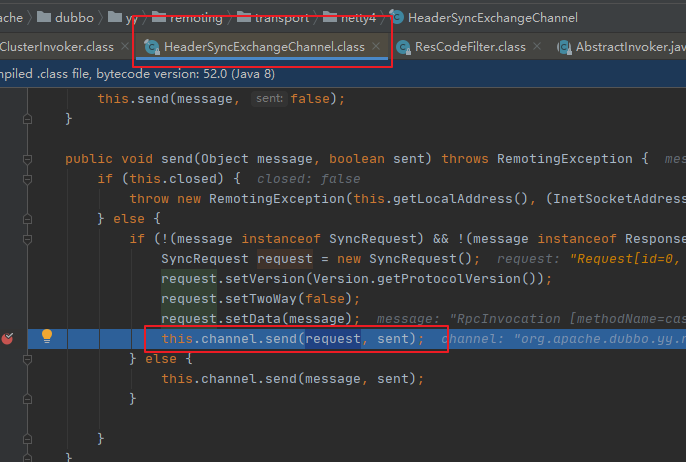 ache > dubbo > yy > remoting > transport > netty4 > HeaderSyncExchangeChannel
ClusterInvoker.class × HeaderSyncExchangeChannel.class × ResCodeFilter.class × AbstractInvoker.jav
mpiled .class file, bytecode version: 52.0 (Java 8)
this.send(message, sent: false);
}
public void send(Object message, boolean sent) throws RemotingException { mes
if (this.closed) { closed: false
throw new RemotingException(this.getLocalAddress(), (InetSocketAddres
} else {
if (!(message instanceof SyncRequest) && !(message instanceof Response
SyncRequest request = new SyncRequest(); request: "Request[id=0,
request.setVersion(Version.getProtocolVersion());
request.setTwoWay(false);
request.setData(message); message: "RpcInvocation [methodName=cas
this.channel.send(request, sent); channel: "org.apache.dubbo.yy.r
} else {
this.channel.send(message, sent);
}
}
}